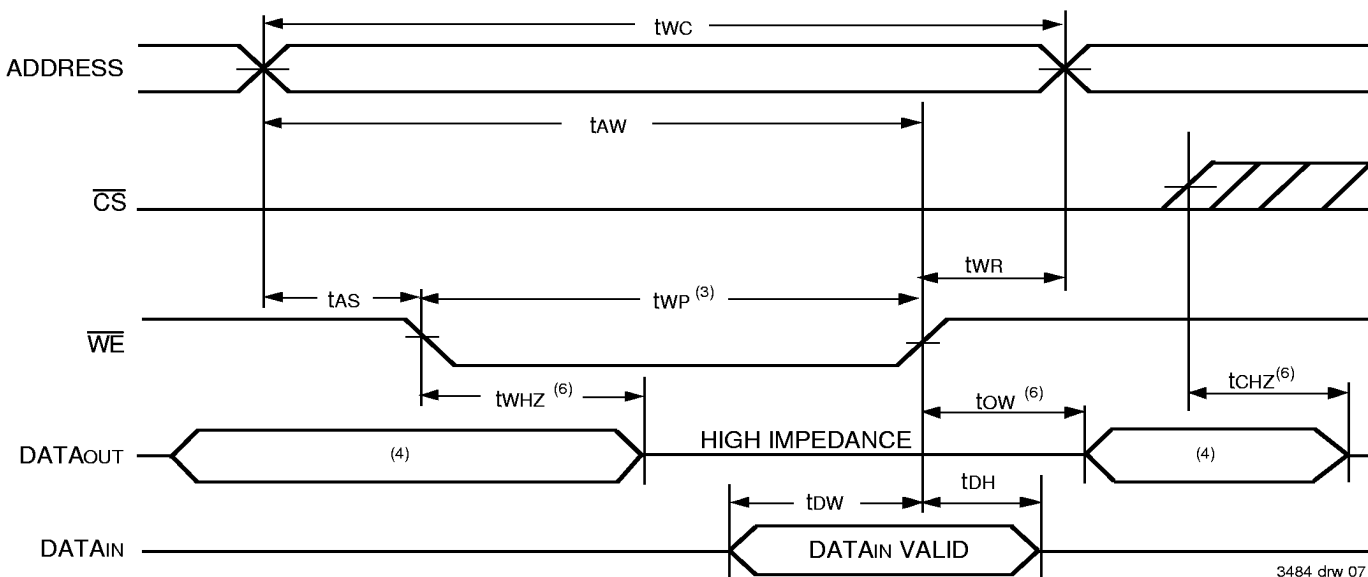 tWC
ADDRESS
tAW
CS
tWR
tAS
tWP (3)
WE
tWHZ (6)
tOW (6)
tCHZ(6)
DATAOUT
(4)
HIGH IMPEDANCE
(4)
tDW
tDH
DATAIN
DATAIN VALID
3484 drw 07